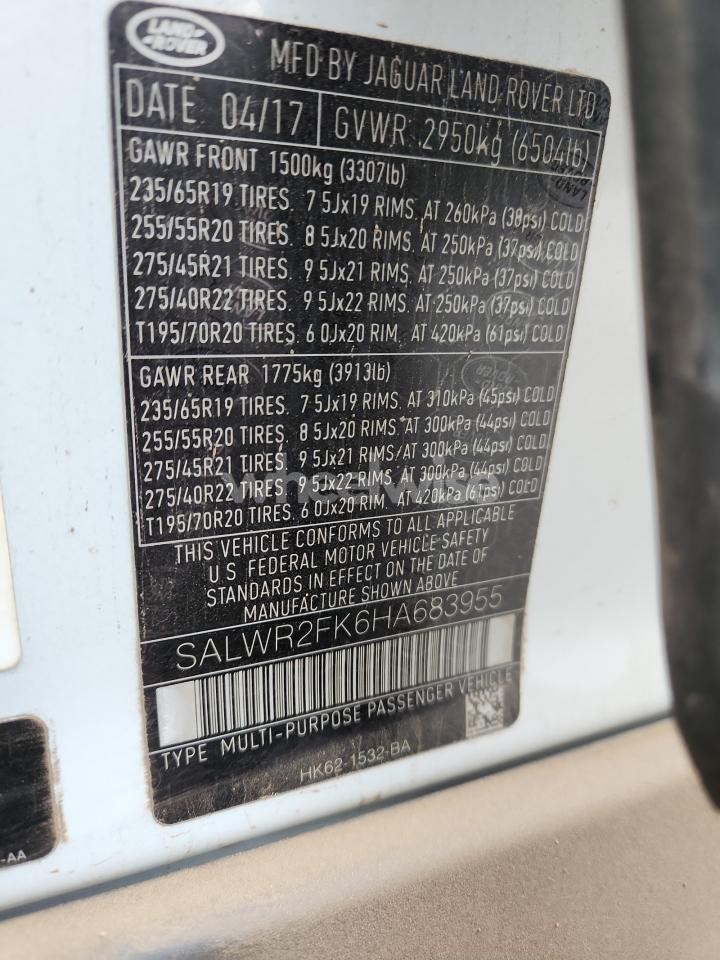 LAND-
-ROVER
MFD BY JAGUAR LAND ROVER LTD
DATE 04/17 GVWR 2950kg (6504lb)
GAWR FRONT 1500kg (3307lb)
235/65R19 TIRES. 7 5Jx19 RIMS. AT 260kPa (38psi) COLD
255/55R20 TIRES. 8 5Jx20 RIMS. AT 250kPa (37psi) COLD
275/45R21 TIRES. 9 5Jx21 RIMS. AT 250kPa (37psi) COLD
275/40R22 TIRES. 9 5Jx22 RIMS. AT 250kPa (37psi) COLD
T195/70R20 TIRES. 6 0Jx20 RIM. AT 420kPa (61psi) COLD
GAWR REAR 1775kg (3913lb)
235/65R19 TIRES. 7 5Jx19 RIMS. AT 310kPa (45psi) COLD
255/55R20 TIRES. 8 5Jx20 RIMS. AT 300kPa (44psi) COLD
275/45R21 TIRES. 9 5Jx21 RIMS/AT 300kPa (44psi) COLD
275/40R22 TIRES. 9 5Jx22 RIMS. AT 300kPa (44psi) COLD
T195/70R20 TIRES. 6 0Jx20 RIM. AT 420kPa (61psi) COLD
wheelwise
THIS VEHICLE CONFORMS TO ALL APPLICABLE
U.S FEDERAL MOTOR VEHICLE SAFETY
STANDARDS IN EFFECT ON THE DATE OF
MANUFACTURE SHOWN ABOVE
SALWR2FK6HA683955
TYPE MULTI-PURPOSE PASSENGER VEHICLE
HK62-1532-BA
-AA